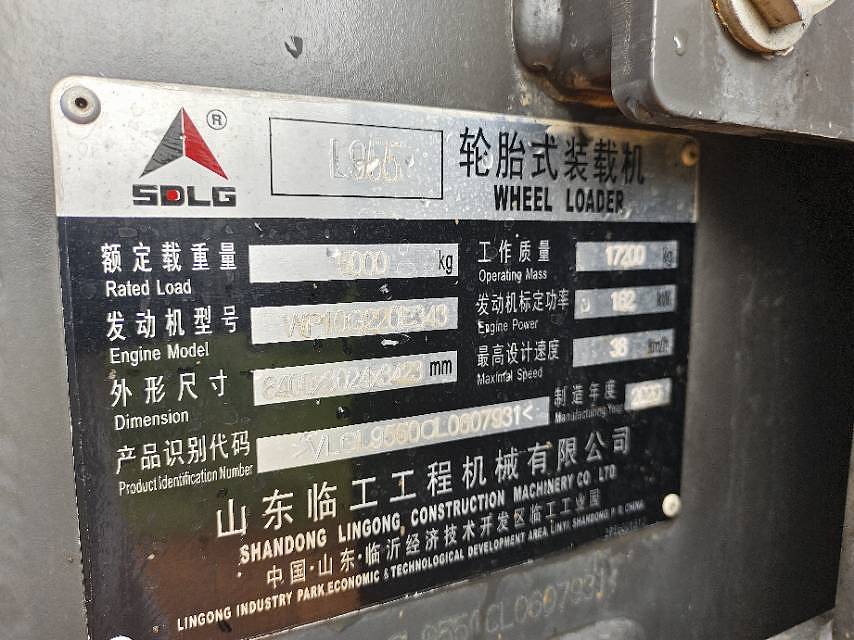 SDLG ®
L955
轮胎式装载机
WHEEL LOADER
额定载重量 5000 kg
Rated Load
工作质量 17200 kg
Operating Mass
发动机型号 WP10G220E343
Engine Model
发动机标定功率 162 kW
Engine Power
外形尺寸 mm
Dimension
最高设计速度 38 km/h
Maximal Speed
制造年度
Manufacturing Year
产品识别代码
Product Identification Number
山东临工工程机械有限公司
SHANDONG LINGONG CONSTRUCTION MACHINERY CO LTD
中国·山东·临沂经济技术开发区临工工业园
LINGONG INDUSTRY PARK,ECONOMIC & TECHNOLOGICAL DEVELOPMENT AREA LINYI SHANDONG P R CHINA